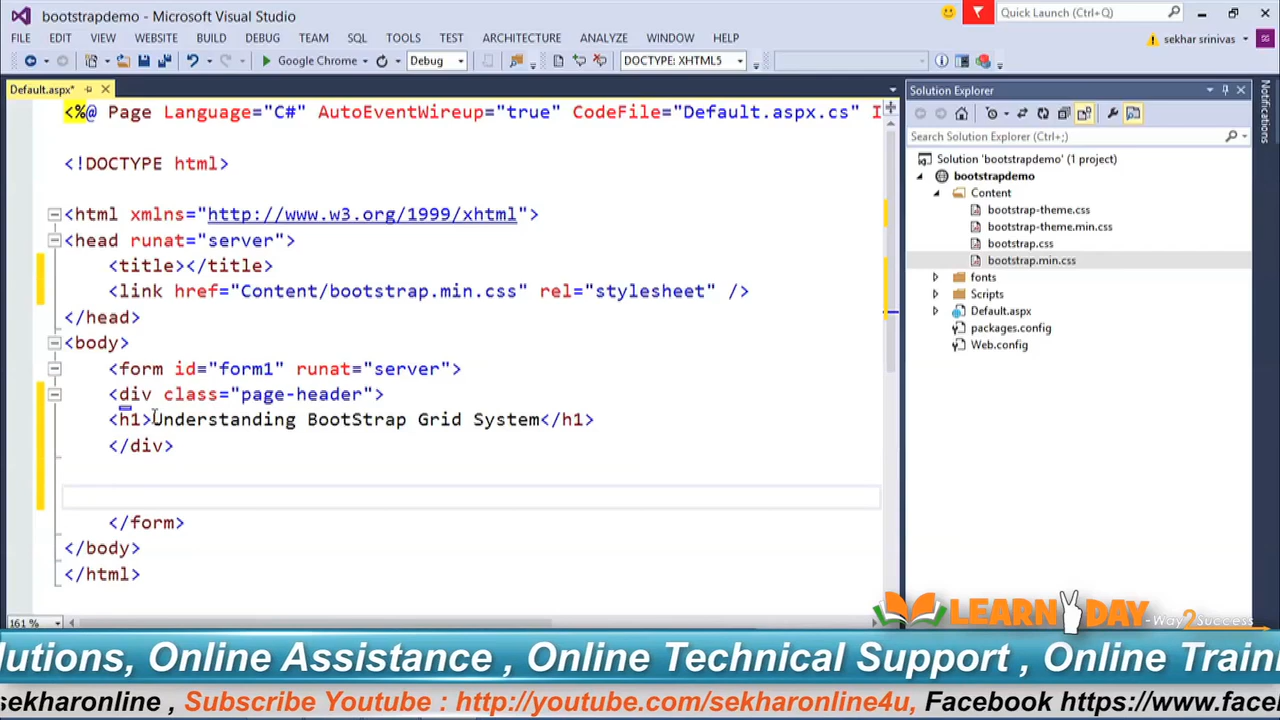 bootstrapdemo - Microsoft Visual Studio
Quick Launch (Ctrl+Q)
FILE EDIT VIEW WEBSITE BUILD DEBUG TEAM SQL TOOLS TEST ARCHITECTURE ANALYZE WINDOW HELP
sekhar srinivas
SS
Google Chrome
Debug
DOCTYPE: XHTML5
Default.aspx*
<%@ Page Language="C#" AutoEventWireup="true" CodeFile="Default.aspx.cs" I
<!DOCTYPE html>
<html xmlns="http://www.w3.org/1999/xhtml">
<head runat="server">
<title></title>
<link href="Content/bootstrap.min.css" rel="stylesheet" />
</head>
<body>
<form id="form1" runat="server">
<div class="page-header">
<h1>Understanding BootStrap Grid System</h1>
</div>
</form>
</body>
</html>
161 %
Solution Explorer
Search Solution Explorer (Ctrl+;)
Solution 'bootstrapdemo' (1 project)
bootstrapdemo
Content
bootstrap-theme.css
bootstrap-theme.min.css
bootstrap.css
bootstrap.min.css
fonts
Scripts
Default.aspx
packages.config
Web.config
Notifications
LEARN DAY
-Way2Success
lutions, Online Assistance , Online Technical Support , Online Train
sekharonline , Subscribe Youtube : http://youtube.com/sekharonline4u, Facebook https://www.face